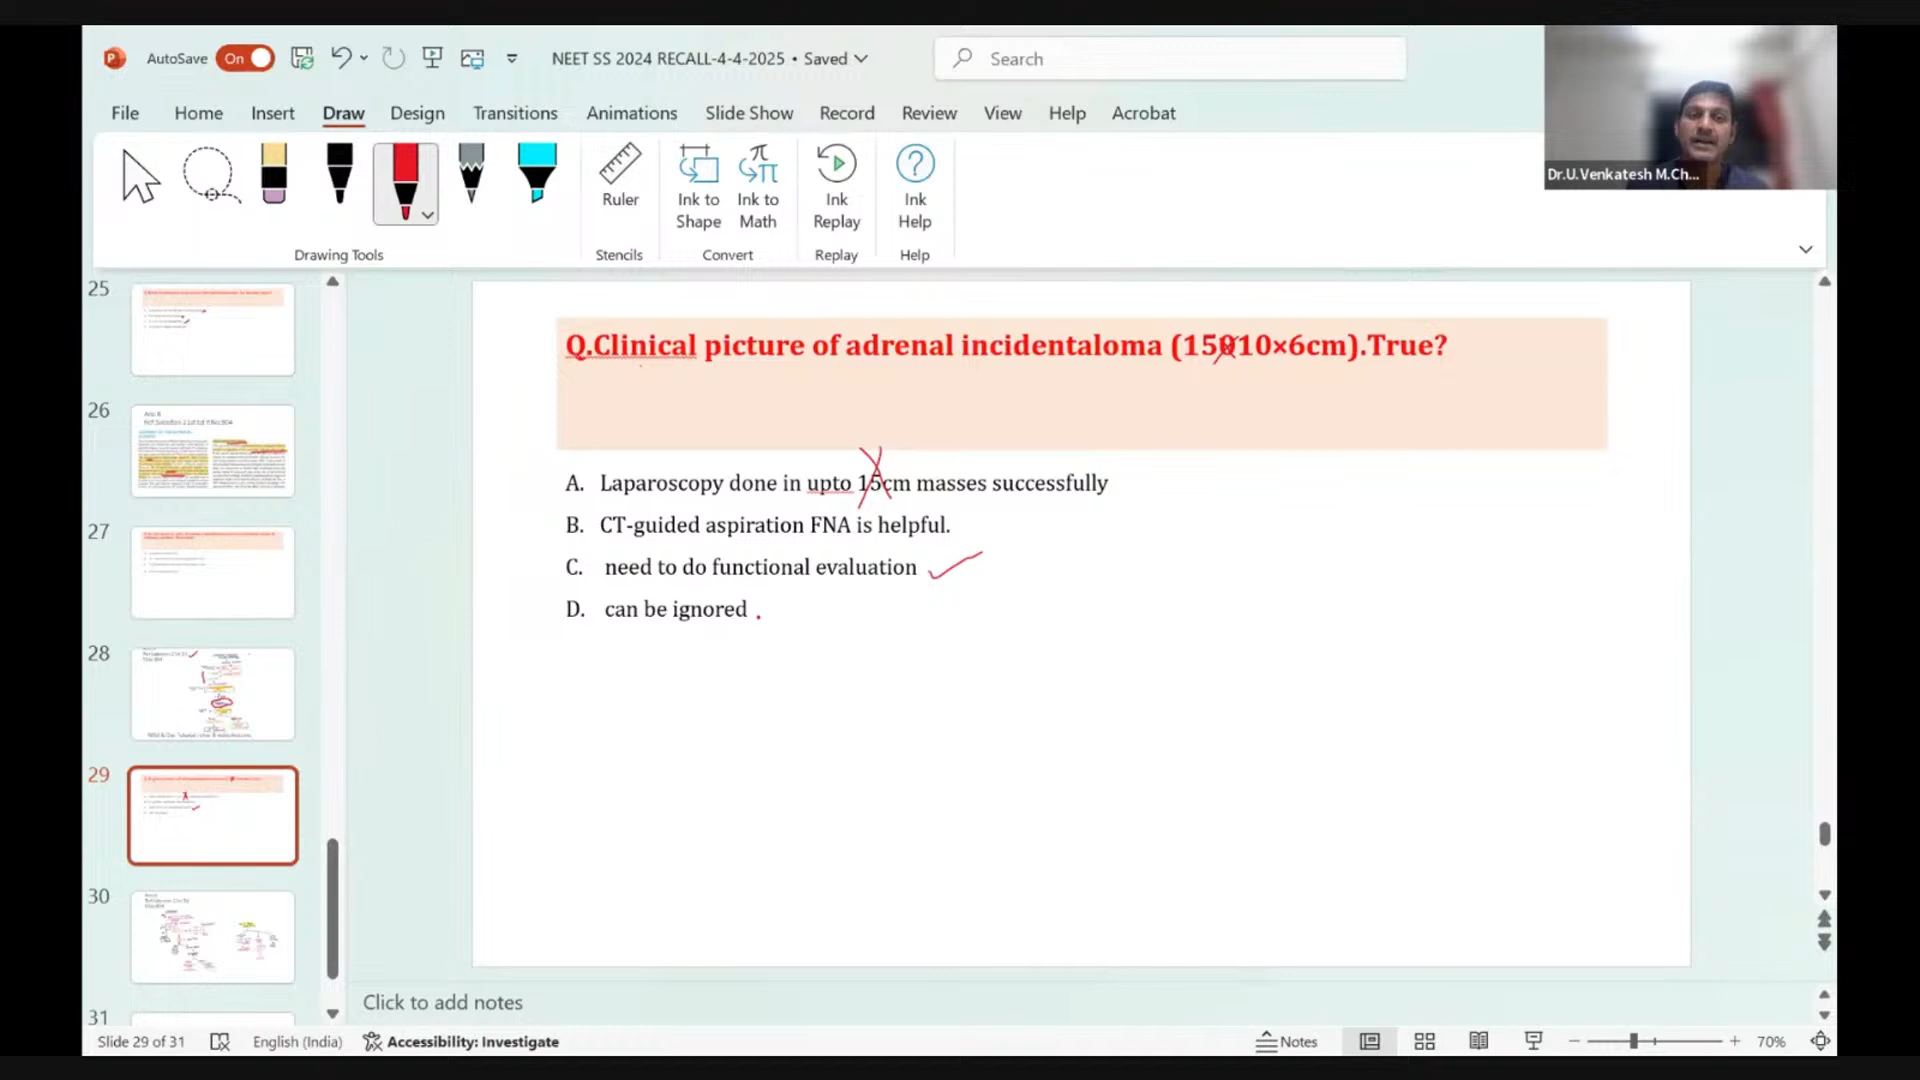 AutoSave On NEET SS 2024 RECALL-4-4-2025 • Saved Search
File Home Insert Draw Design Transitions Animations Slide Show Record Review View Help Acrobat
Dr.U.Venkatesh M.Ch...
Ruler
Ink to Shape
Ink to Math
Ink Replay
Ink Help
Drawing Tools Stencils Convert Replay Help
25
26
27
28
29
30
31
Q.Clinical picture of adrenal incidentaloma (15010×6cm).True?
A. Laparoscopy done in upto 15cm masses successfully
B. CT-guided aspiration FNA is helpful.
C. need to do functional evaluation
D. can be ignored
Click to add notes
Slide 29 of 31 English (India) Accessibility: Investigate Notes 70%